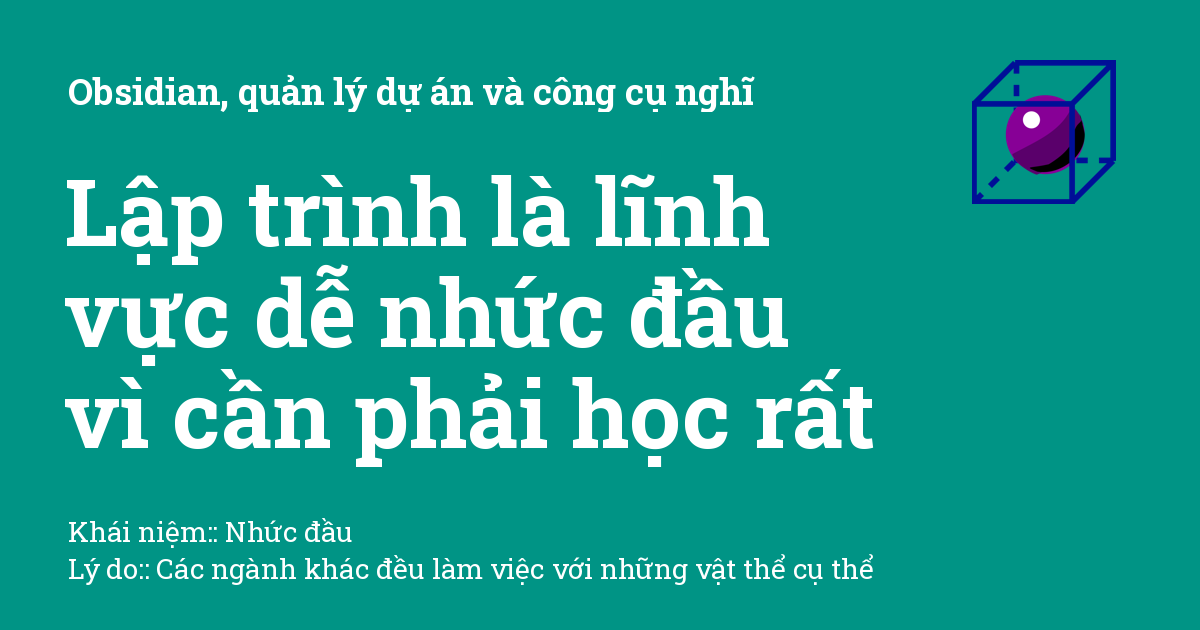 Obsidian, quản lý dự án và công cụ nghĩ
Lập trình là lĩnh
vực dễ nhức đầu
vì cần phải học rất
Khái niệm:: Nhức đầu
Lý do:: Các ngành khác đều làm việc với những vật thể cụ thể